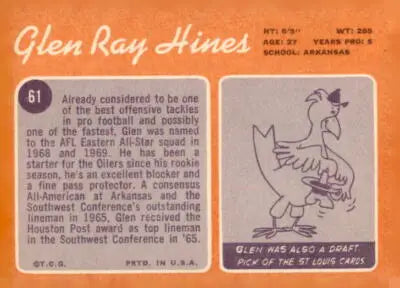 Glen Ray Hines
HT: 6'5" WT: 265
AGE: 27 YEARS PRO: 5
SCHOOL: ARKANSAS
61
Already considered to be one
of the best offensive tackles
in pro football and possibly
one of the fastest, Glen was named
to the AFL Eastern All-Star squad in
1968 and 1969. He has been a
starter for the Oilers since his rookie
season, he's an excellent blocker and
a fine pass protector. A consensus
All-American at Arkansas and the
Southwest Conference's outstanding
lineman in 1965, Glen received the
Houston Post award as top lineman
in the Southwest Conference in '65.
©T.C.G. PRTD. IN U.S.A.
GLEN WAS ALSO A DRAFT
PICK OF THE ST LOUIS CARDS.